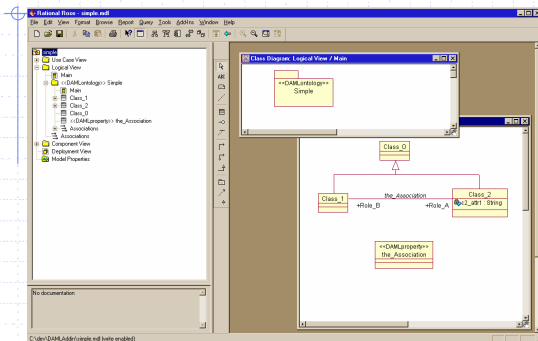 Rational Rose - simple.mdl
File Edit View Format Browse Report Query Tools Add-Ins Window Help
simple
Use Case View
Logical View
Main
<<DAMLontology>> Simple
Main
Class_1
Class_2
Class_0
<<DAMLproperty>> the_Association
Associations
Associations
Component View
Deployment View
Model Properties
ABC
Class Diagram: Logical View / Main
<<DAMLontology>>
Simple
Class_0
Class_1
the_Association
+Role_B
+Role_A
Class_2
c2_attr1 : String
<<DAMLproperty>>
the_Association
No documentation
C:\dev\DAMLAddin\simple.mdl (write enabled)